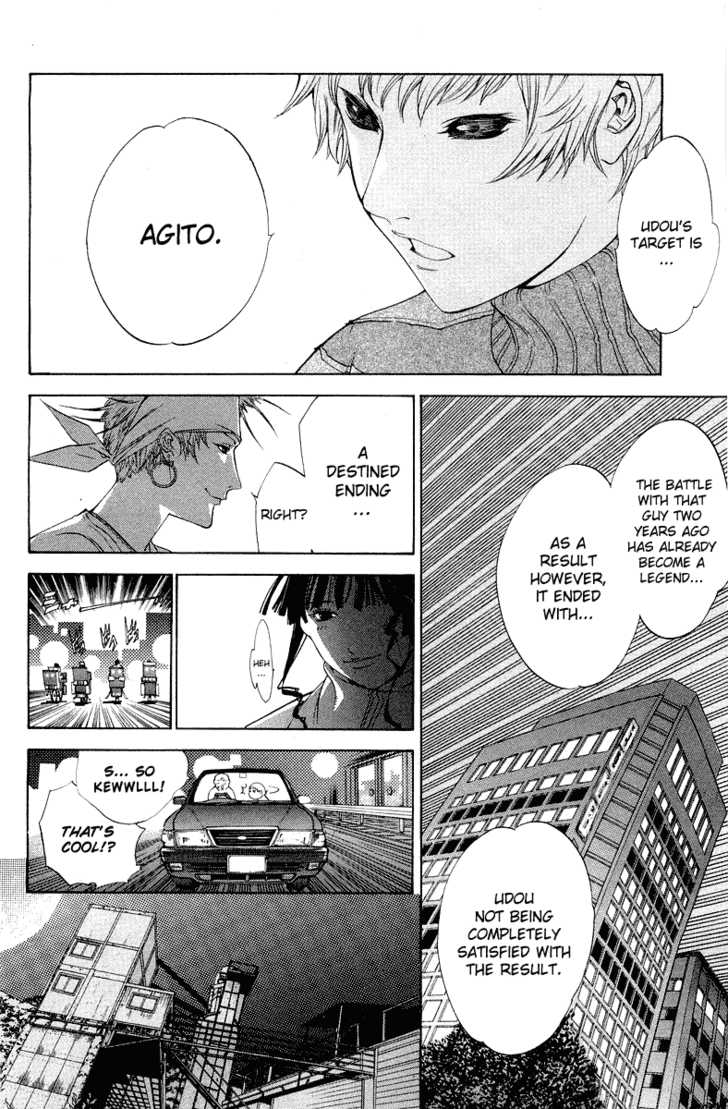 UDOU'S
TARGET IS
...
AGITO.
THE BATTLE
WITH THAT
GUY TWO
YEARS AGO
HAS ALREADY
BECOME A
LEGEND...
AS A
RESULT
HOWEVER,
IT ENDED
WITH...
UDOU
NOT BEING
COMPLETELY
SATISFIED WITH
THE RESULT.
A
DESTINED
ENDING
...
RIGHT?
HEH
...
S... SO
KEWWLLL!
THAT'S
COOL!?